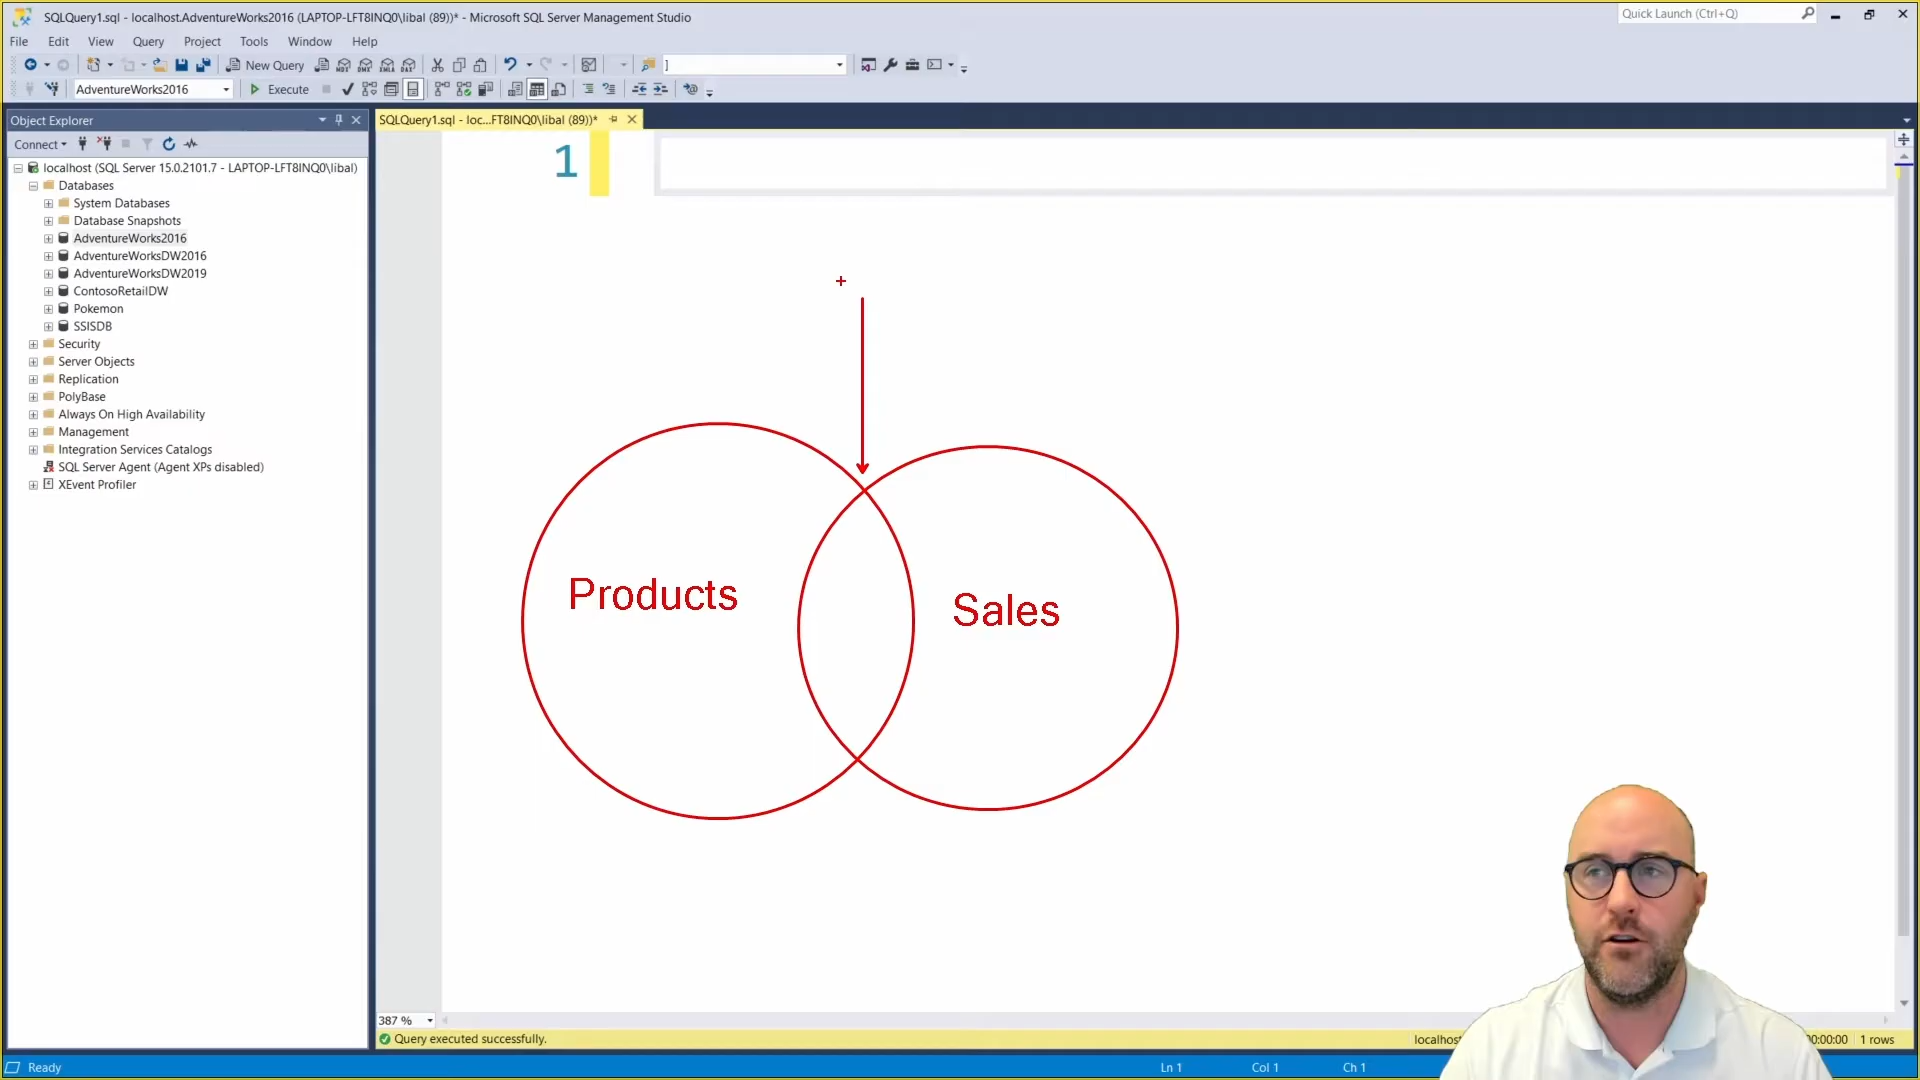 SQLQuery1.sql - localhost.AdventureWorks2016 (LAPTOP-LFT8INQ0\libal (89))* - Microsoft SQL Server Management Studio
Quick Launch (Ctrl+Q)
File Edit View Query Project Tools Window Help
New Query
]
AdventureWorks2016
Execute
Object Explorer
SQLQuery1.sql - loc...FT8INQ0\libal (89))*
Connect
localhost (SQL Server 15.0.2101.7 - LAPTOP-LFT8INQ0\libal)
Databases
System Databases
Database Snapshots
AdventureWorks2016
AdventureWorksDW2016
AdventureWorksDW2019
ContosoRetailDW
Pokemon
SSISDB
Security
Server Objects
Replication
PolyBase
Always On High Availability
Management
Integration Services Catalogs
SQL Server Agent (Agent XPs disabled)
XEvent Profiler
1
Products
Sales
387 %
Query executed successfully.
localhost
00:00:00
1 rows
Ready
Ln 1
Col 1
Ch 1